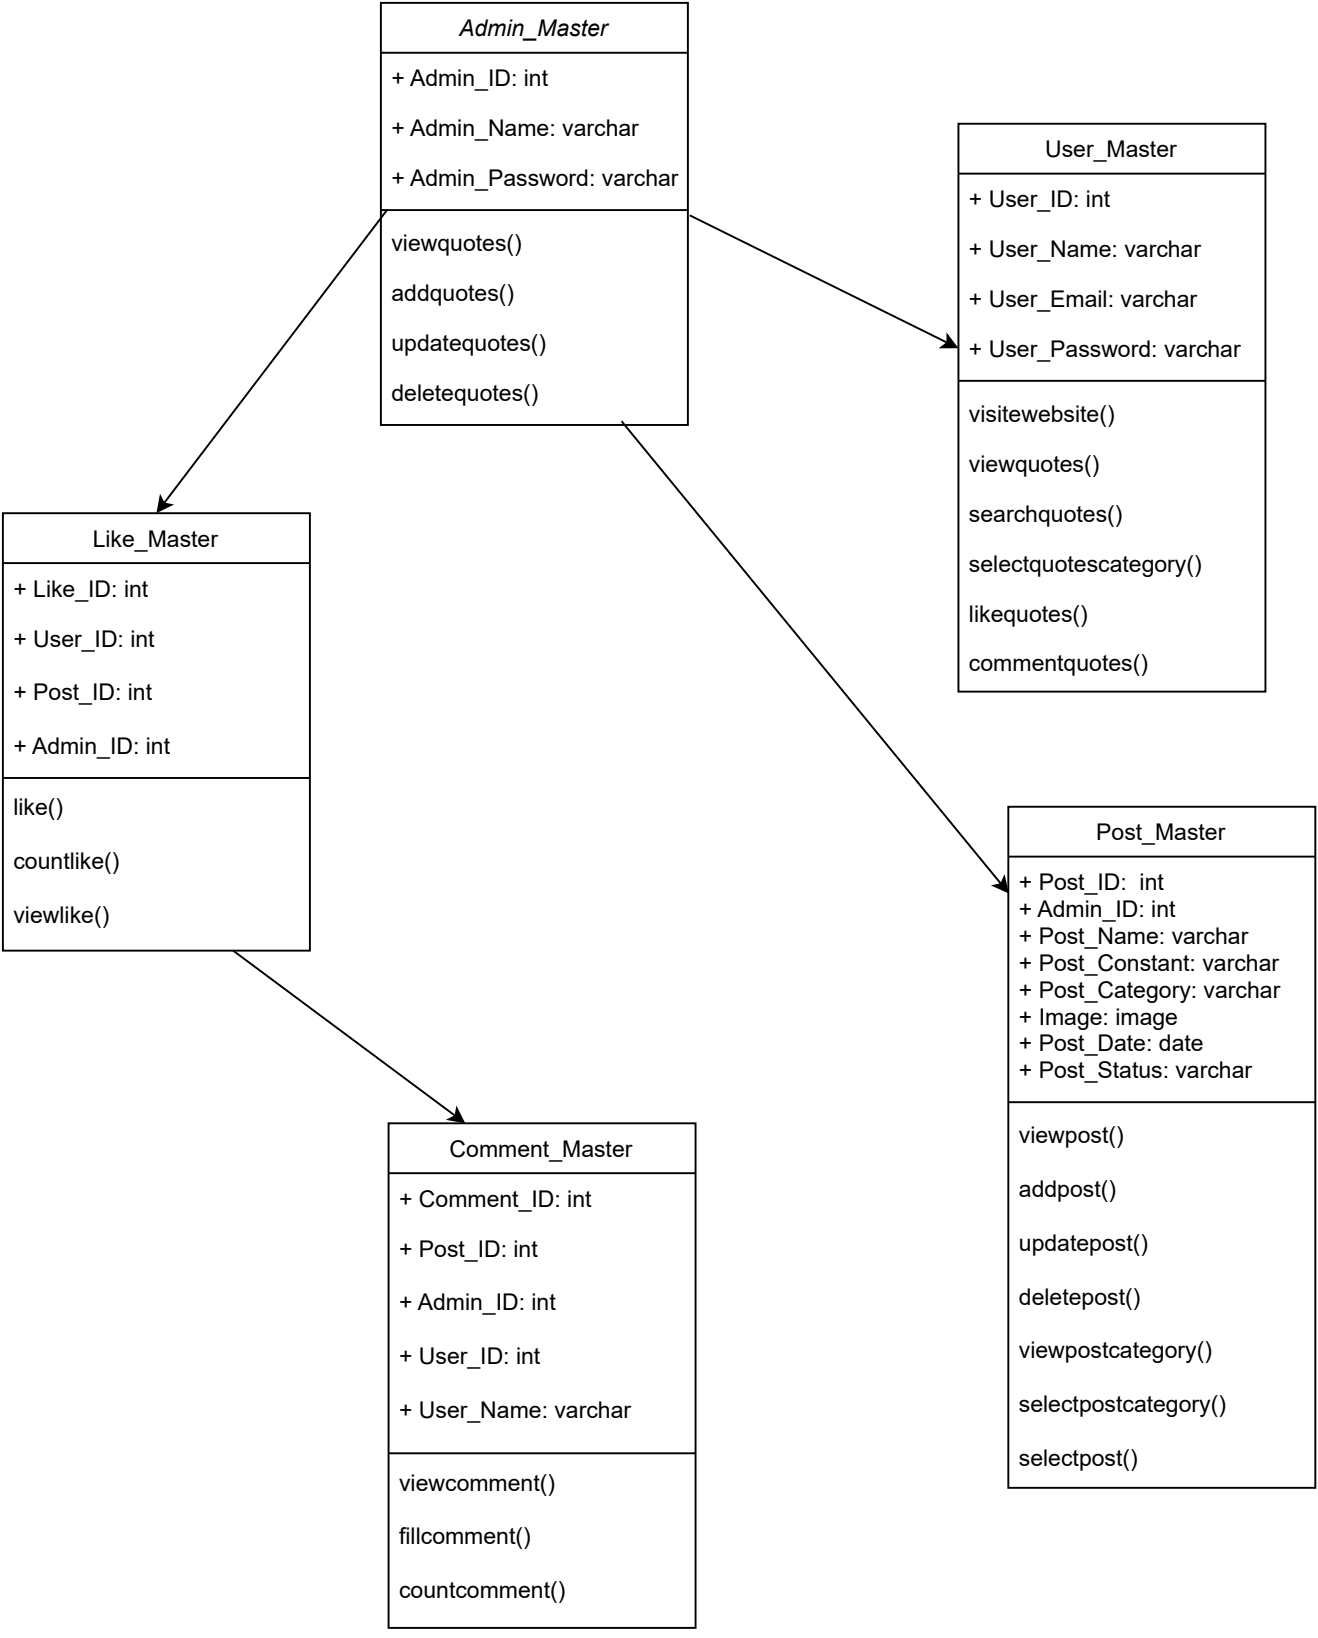 Admin_Master
+ Admin_ID: int
+ Admin_Name: varchar
+ Admin_Password: varchar
viewquotes()
addquotes()
updatequotes()
deletequotes()
User_Master
+ User_ID: int
+ User_Name: varchar
+ User_Email: varchar
+ User_Password: varchar
visitewebsite()
viewquotes()
searchquotes()
selectquotescategory()
likequotes()
commentquotes()
Like_Master
+ Like_ID: int
+ User_ID: int
+ Post_ID: int
+ Admin_ID: int
like()
countlike()
viewlike()
Post_Master
+ Post_ID:  int
+ Admin_ID: int
+ Post_Name: varchar
+ Post_Constant: varchar
+ Post_Category: varchar
+ Image: image
+ Post_Date: date
+ Post_Status: varchar
viewpost()
addpost()
updatepost()
deletepost()
viewpostcategory()
selectpostcategory()
selectpost()
Comment_Master
+ Comment_ID: int
+ Post_ID: int
+ Admin_ID: int
+ User_ID: int
+ User_Name: varchar
viewcomment()
fillcomment()
countcomment()